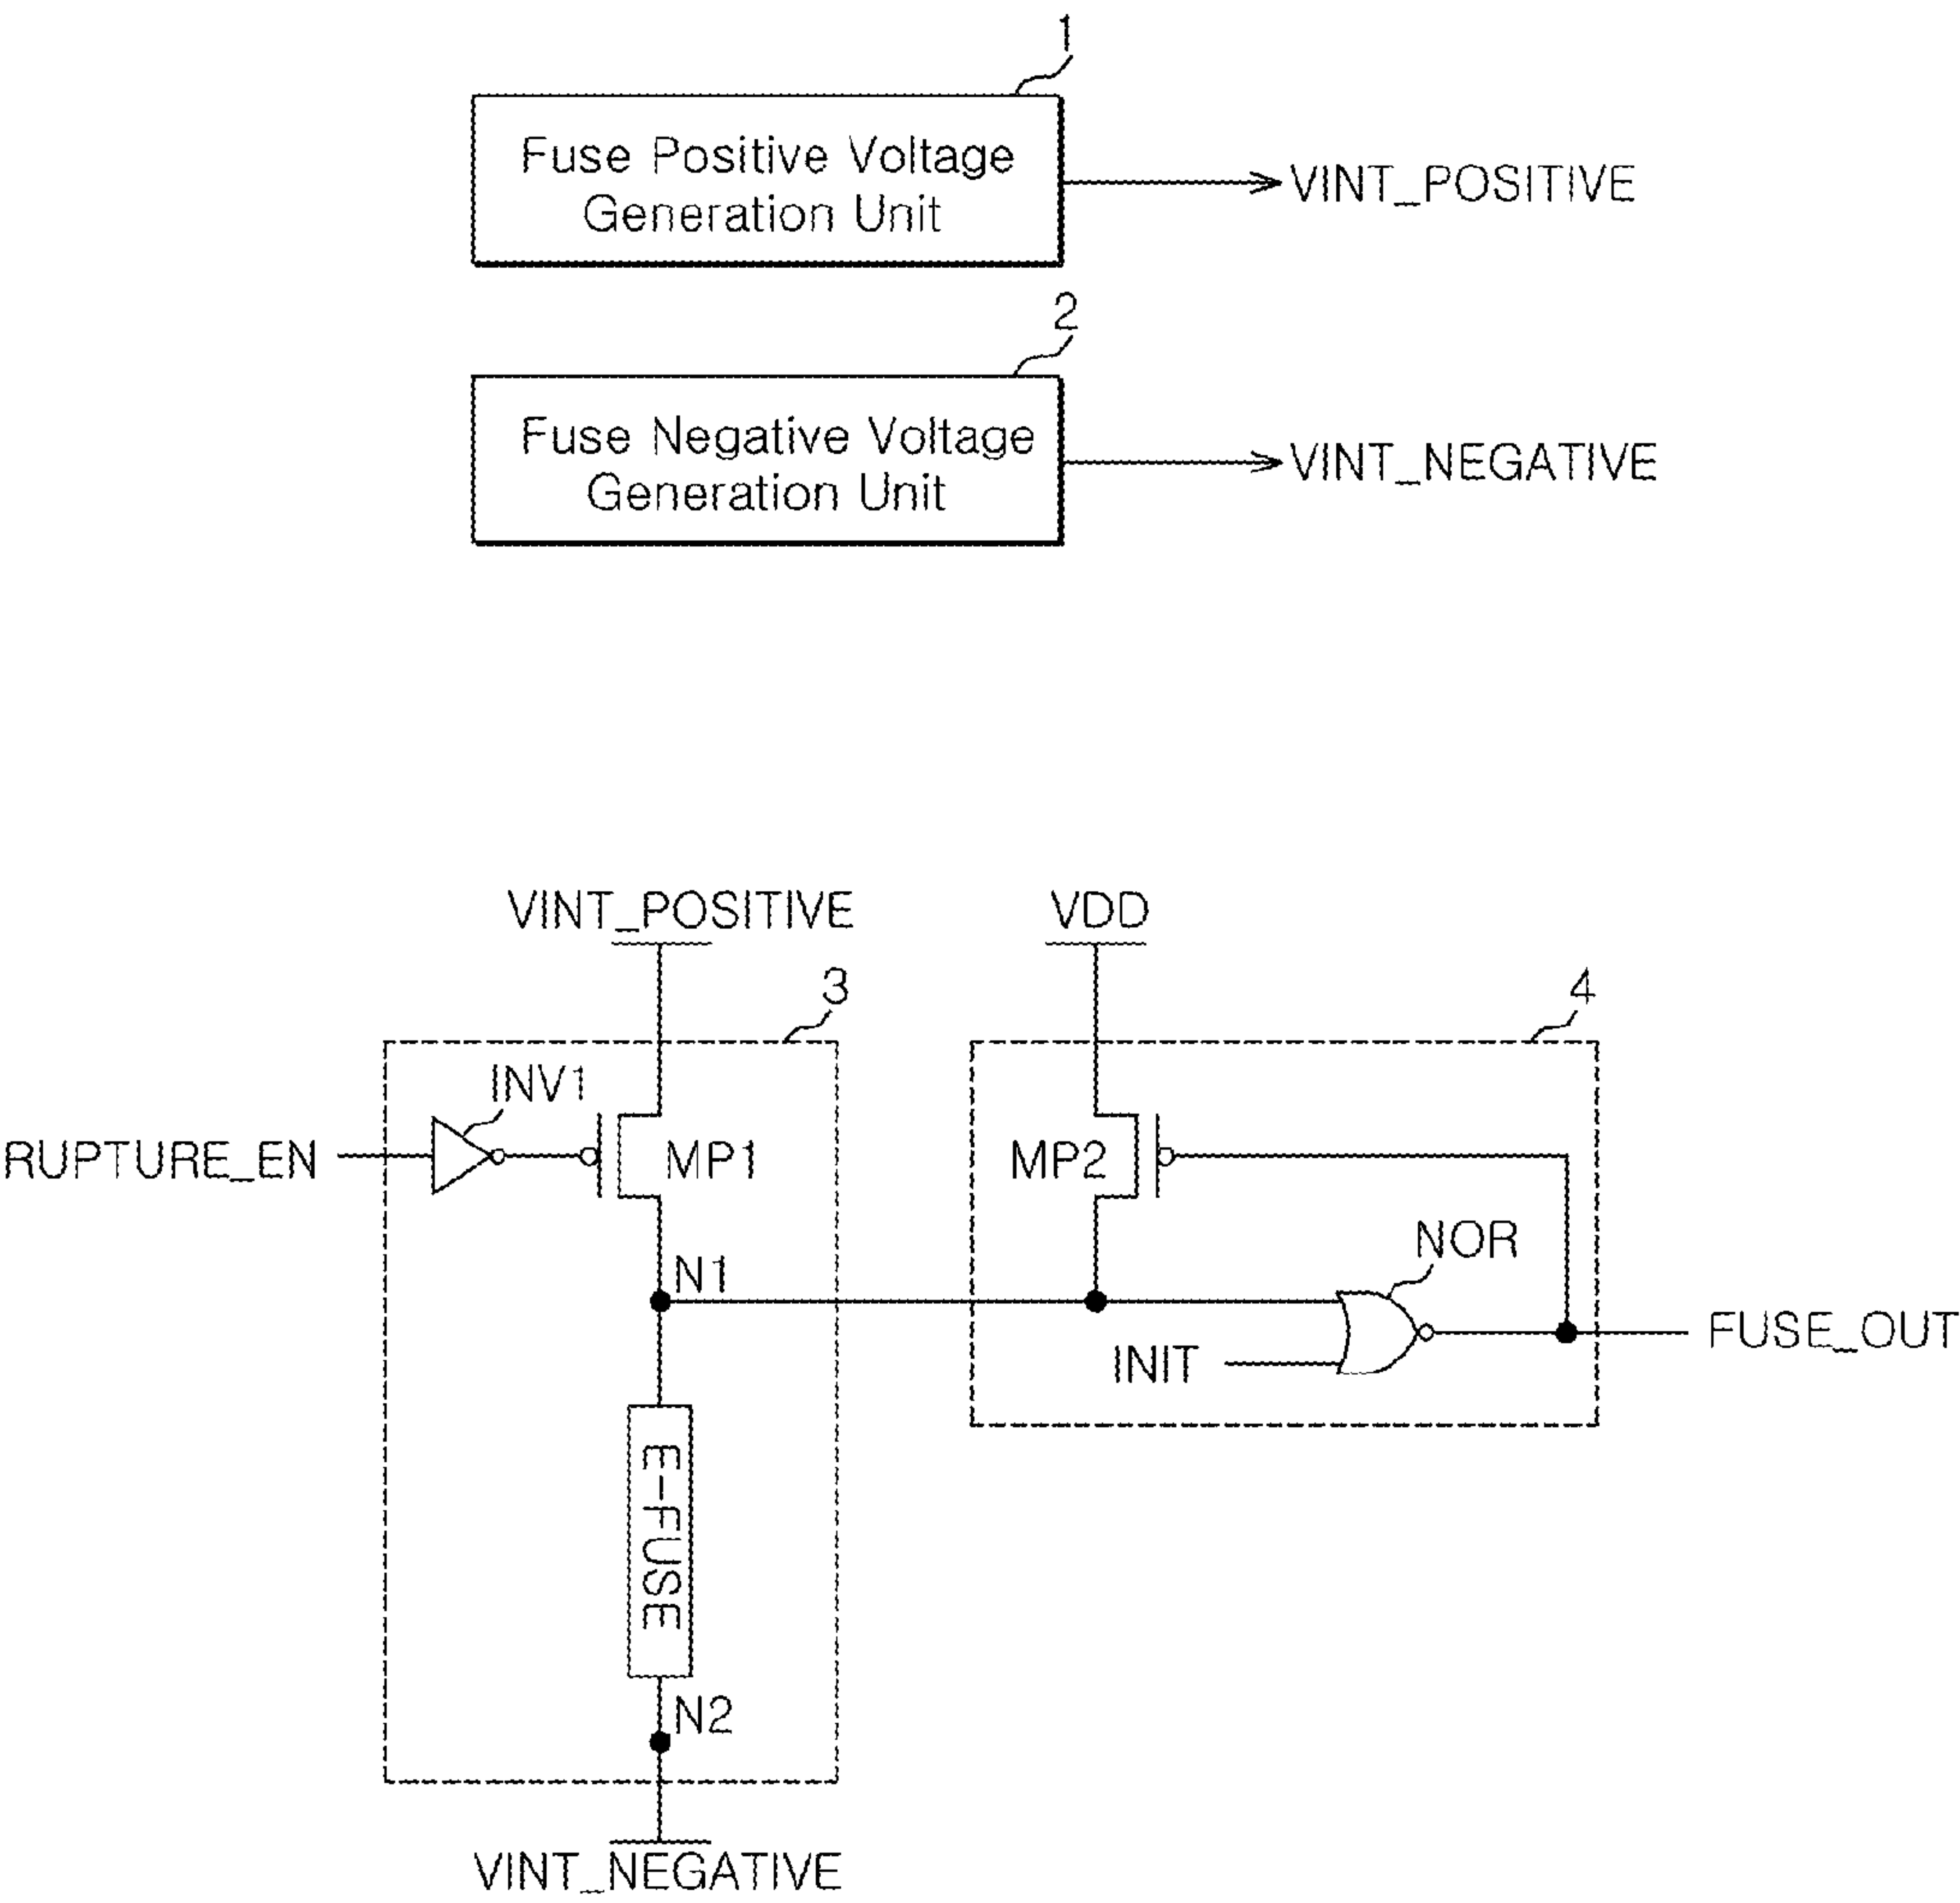 1
Fuse Positive Voltage
Generation Unit
VINT_POSITIVE
2
Fuse Negative Voltage
Generation Unit
VINT_NEGATIVE
VINT_POSITIVE
VDD
3
4
INV1
RUPTURE_EN
MP1
MP2
NOR
N1
FUSE_OUT
INIT
E-FUSE
N2
VINT_NEGATIVE